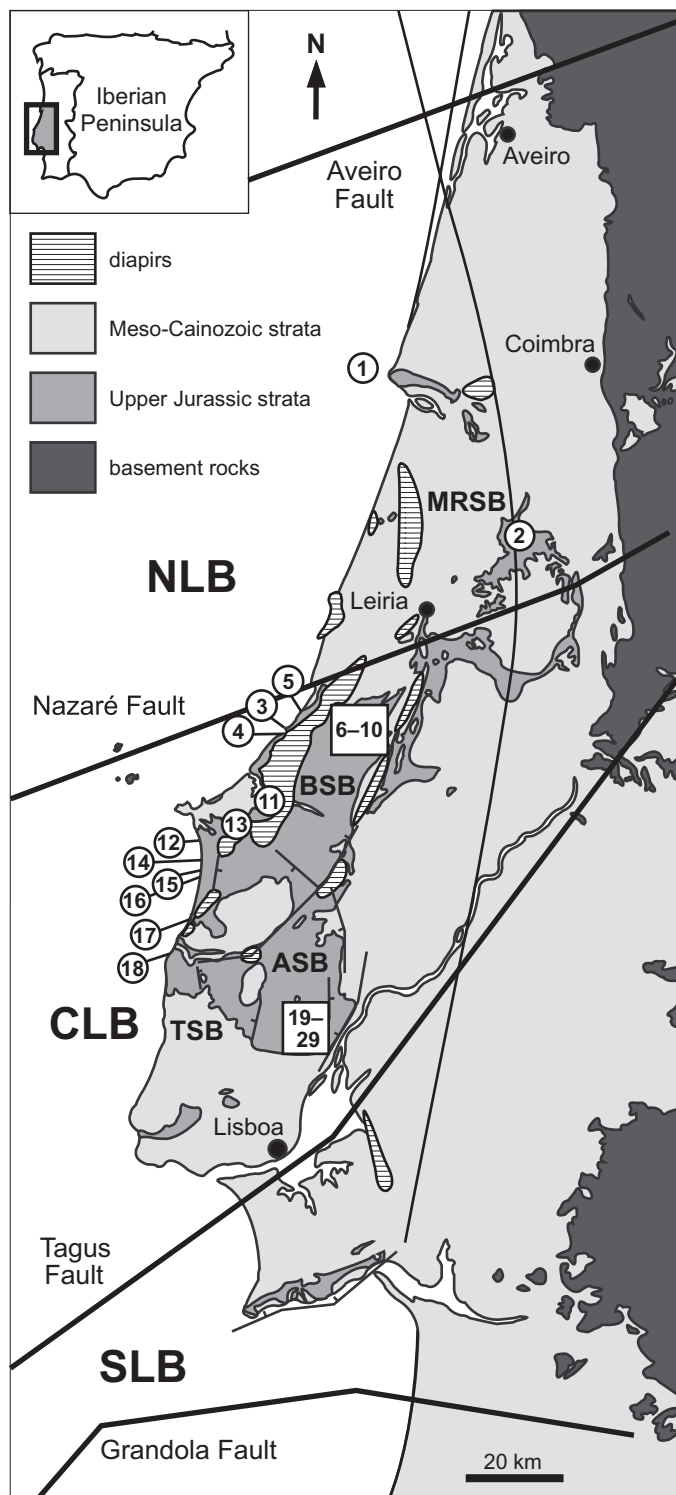 Iberian
Peninsula
N
Aveiro
Aveiro
Fault
diapirs
Meso-Cainozoic strata
Upper Jurassic strata
basement rocks
Coimbra
1
MRSB
2
NLB
Leiria
5
3
4
Nazaré Fault
6–10
BSB
11
13
12
14
15
16
17
18
ASB
CLB
TSB
19–
29
Lisboa
Tagus
Fault
SLB
Grandola Fault
20 km